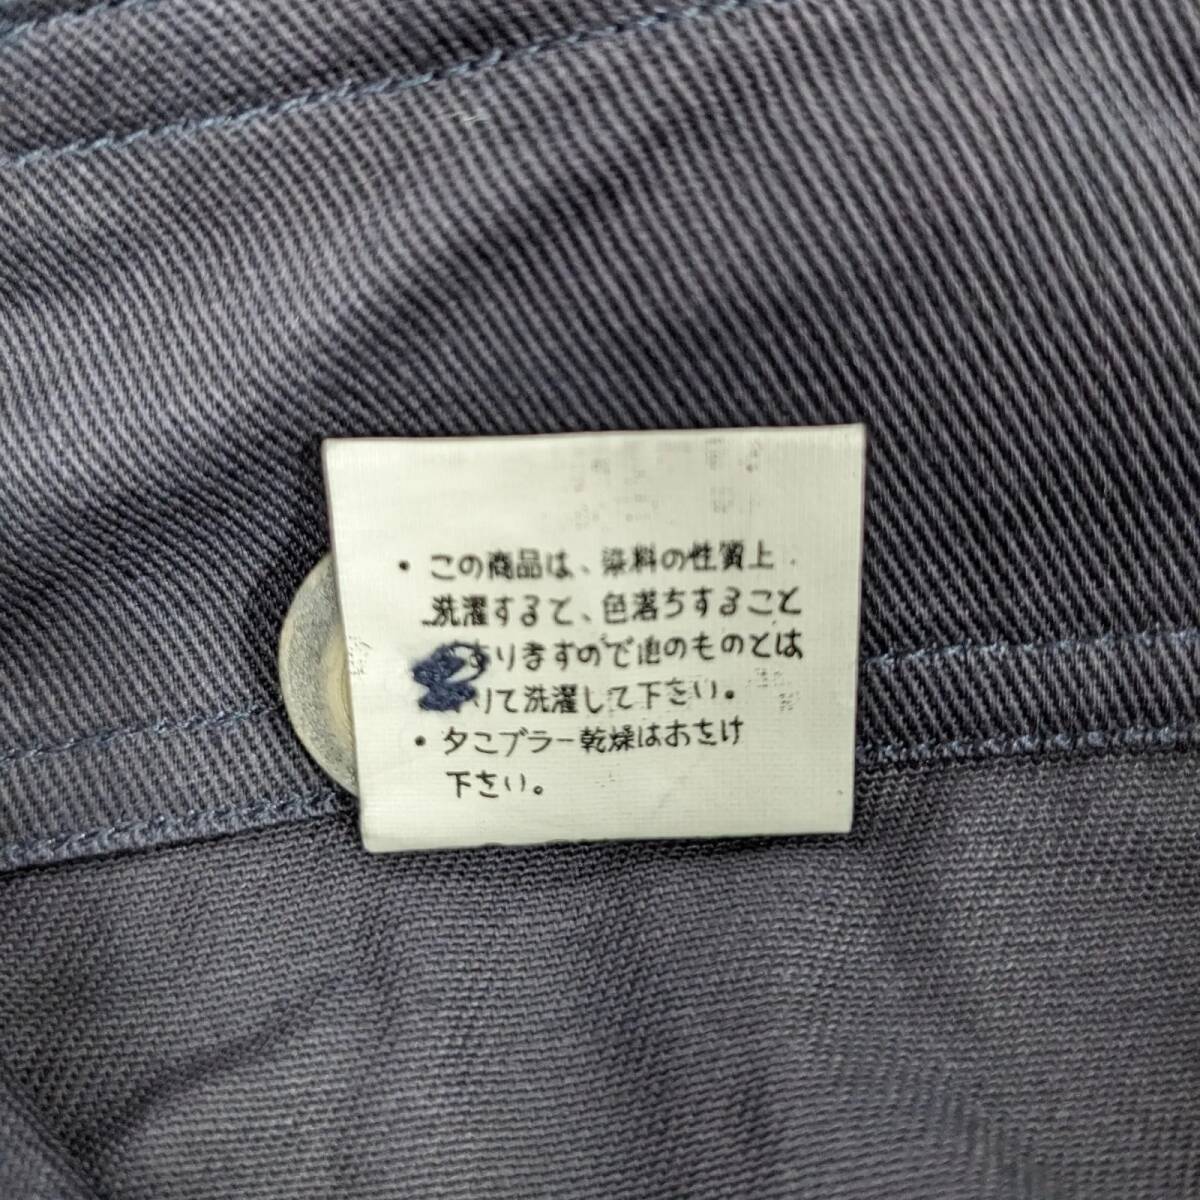 ・この商品は、染料の性質上
洗濯すると、色落ちすること
ありますので他のものとは
りて洗濯して下さい。
・タンブラー乾燥はおさけ
下さい。